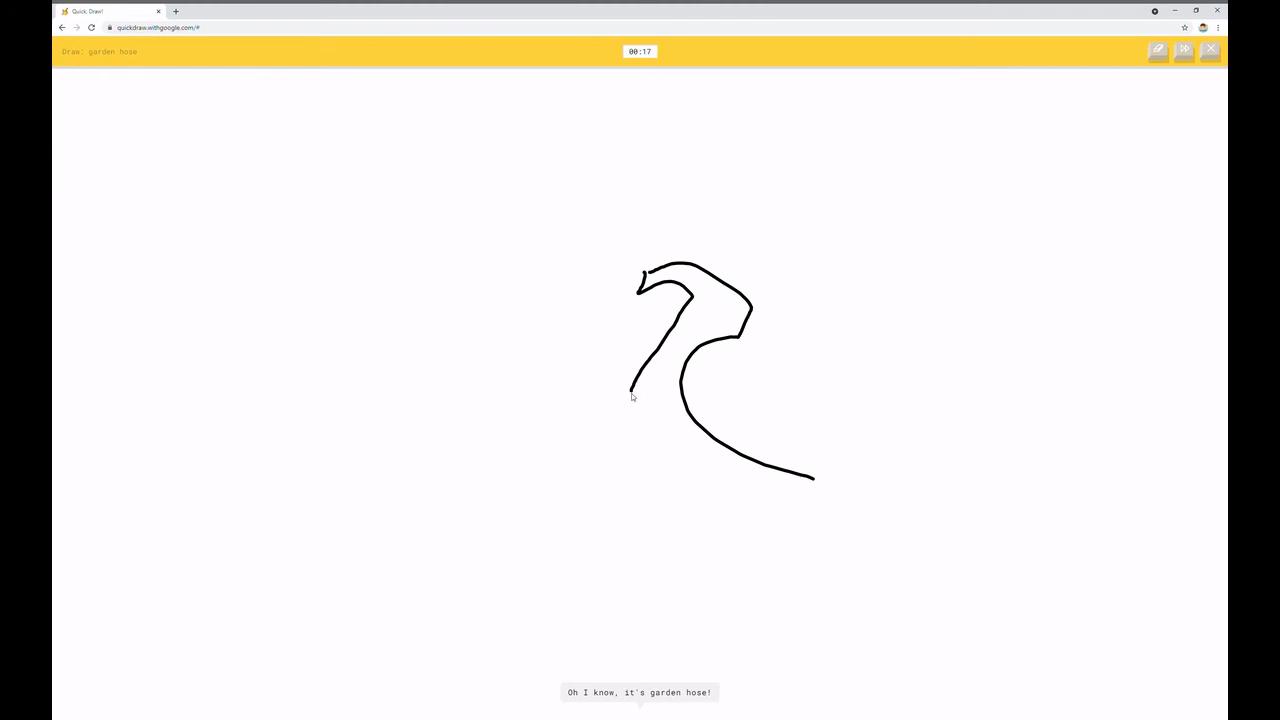 Quick, Draw!
quickdraw.withgoogle.com/#
Draw: garden hose
00:17
Oh I know, it's garden hose!